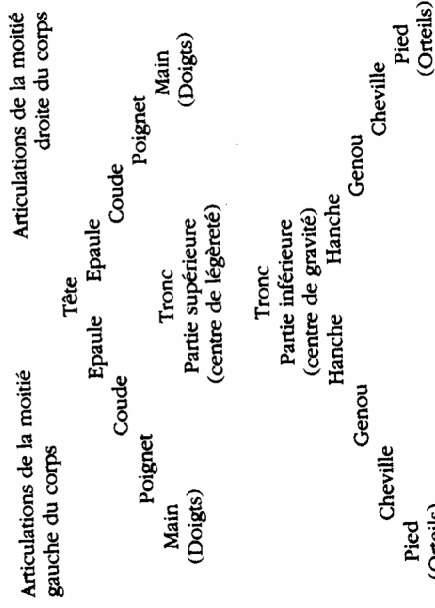 Articulations de la moitié
gauche du corps
Articulations de la moitié
droite du corps
Tête
Epaule Epaule
Coude Coude
Poignet Poignet
Main Main
(Doigts) (Doigts)
Tronc
Partie supérieure
(centre de légèreté)
Tronc
Partie inférieure
(centre de gravité)
Hanche Hanche
Genou Genou
Cheville Cheville
Pied Pied
(Orteils) (Orteils)